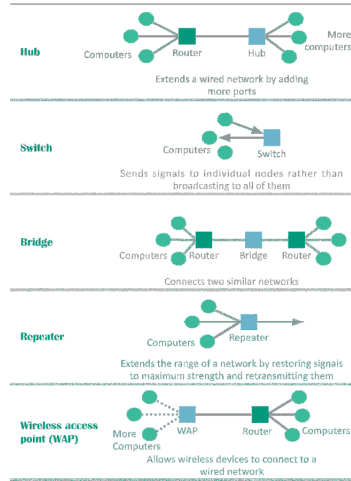 Hub
Computers
Router
Hub
More
computers
Extends a wired network by adding
more ports
Switch
Computers
Switch
Sends signals to individual nodes rather than
broadcasting to all of them
Bridge
Computers
Router
Bridge
Router
Connects two similar networks
Repeater
Computers
Repeater
Extends the range of a network by restoring signals
to maximum strength and retransmitting them
Wireless access
point (WAP)
More
Computers
WAP
Router
Computers
Allows wireless devices to connect to a
wired network